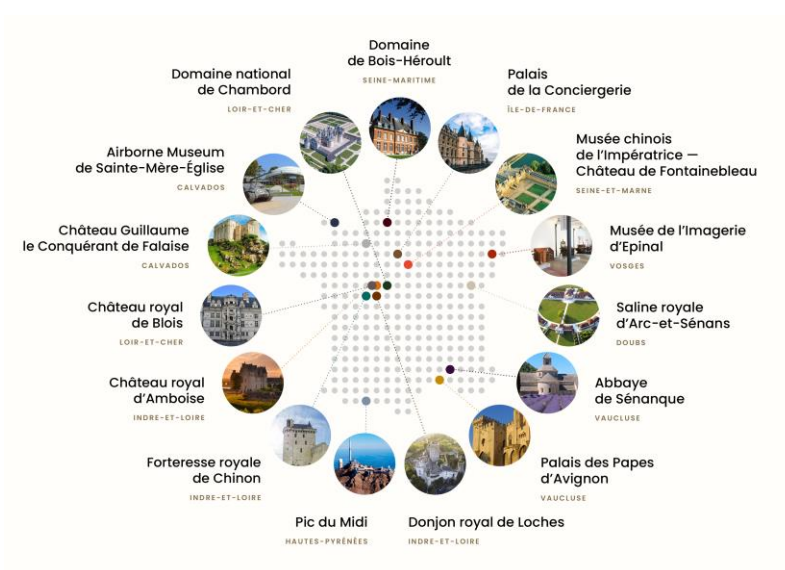 Domaine
de Bois-Héroult
SEINE-MARITIME
Palais
de la Conciergerie
ÎLE-DE-FRANCE
Musée chinois
de l'Impératrice —
Château de Fontainebleau
SEINE-ET-MARNE
Musée de l'Imagerie
d'Epinal
VOSGES
Saline royale
d'Arc-et-Sénans
DOUBS
Abbaye
de Sénanque
VAUCLUSE
Palais des Papes
d'Avignon
VAUCLUSE
Donjon royal de Loches
INDRE-ET-LOIRE
Pic du Midi
HAUTES-PYRÉNÉES
Forteresse royale
de Chinon
INDRE-ET-LOIRE
Château royal
d'Amboise
INDRE-ET-LOIRE
Château royal
de Blois
LOIR-ET-CHER
Château Guillaume
le Conquérant de Falaise
CALVADOS
Airborne Museum
de Sainte-Mère-Église
CALVADOS
Domaine national
de Chambord
LOIR-ET-CHER